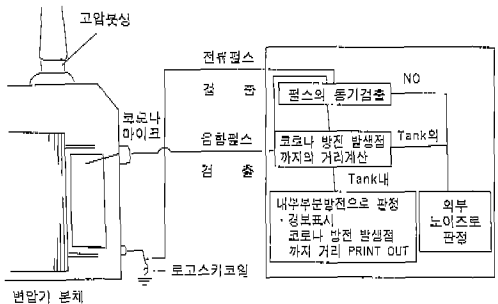 고압붓싱
전류펄스
검 출
펄스의 동기검출
NO
코로나
마이크
음향펄스
검 출
코로나 방전 발생점
까지의 거리계산
Tank외
Tank내
내부부분방전으로 판정
· 경보표시
코로나 방전 발생점
까지 거리 PRINT OUT
외부
노이즈로
판정
로고스키코일
변압기 본체